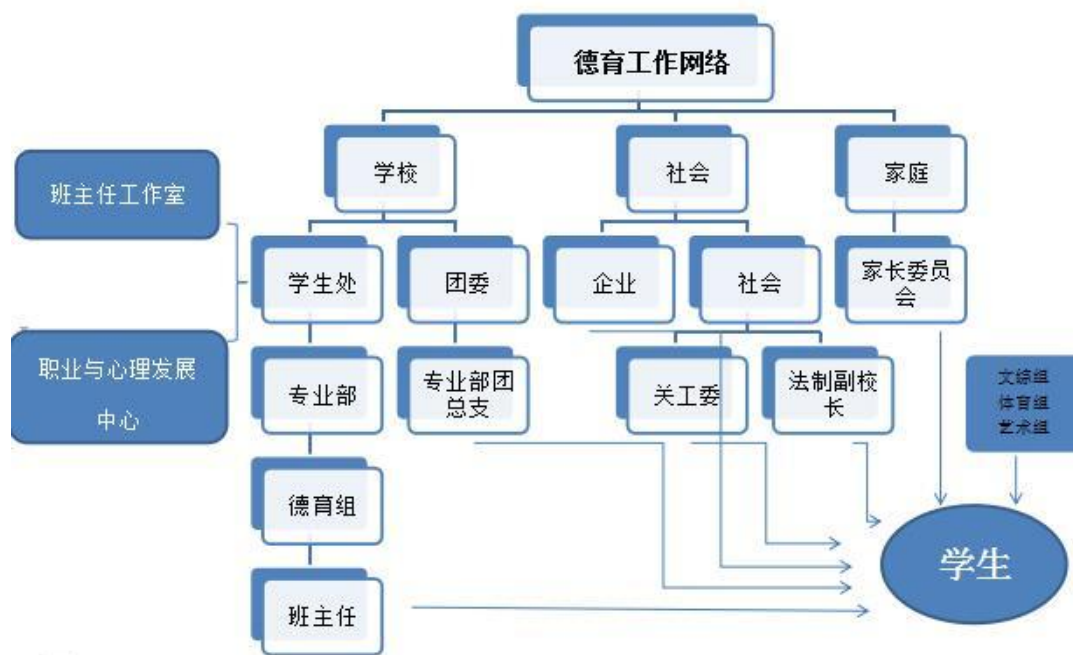 德育工作网络
学校
社会
家庭
班主任工作室
学生处
团委
企业
社会
家长委员
会
职业与心理发展
中心
专业部
专业部团
总支
关工委
法制副校
长
文综组
体育组
艺术组
德育组
学生
班主任